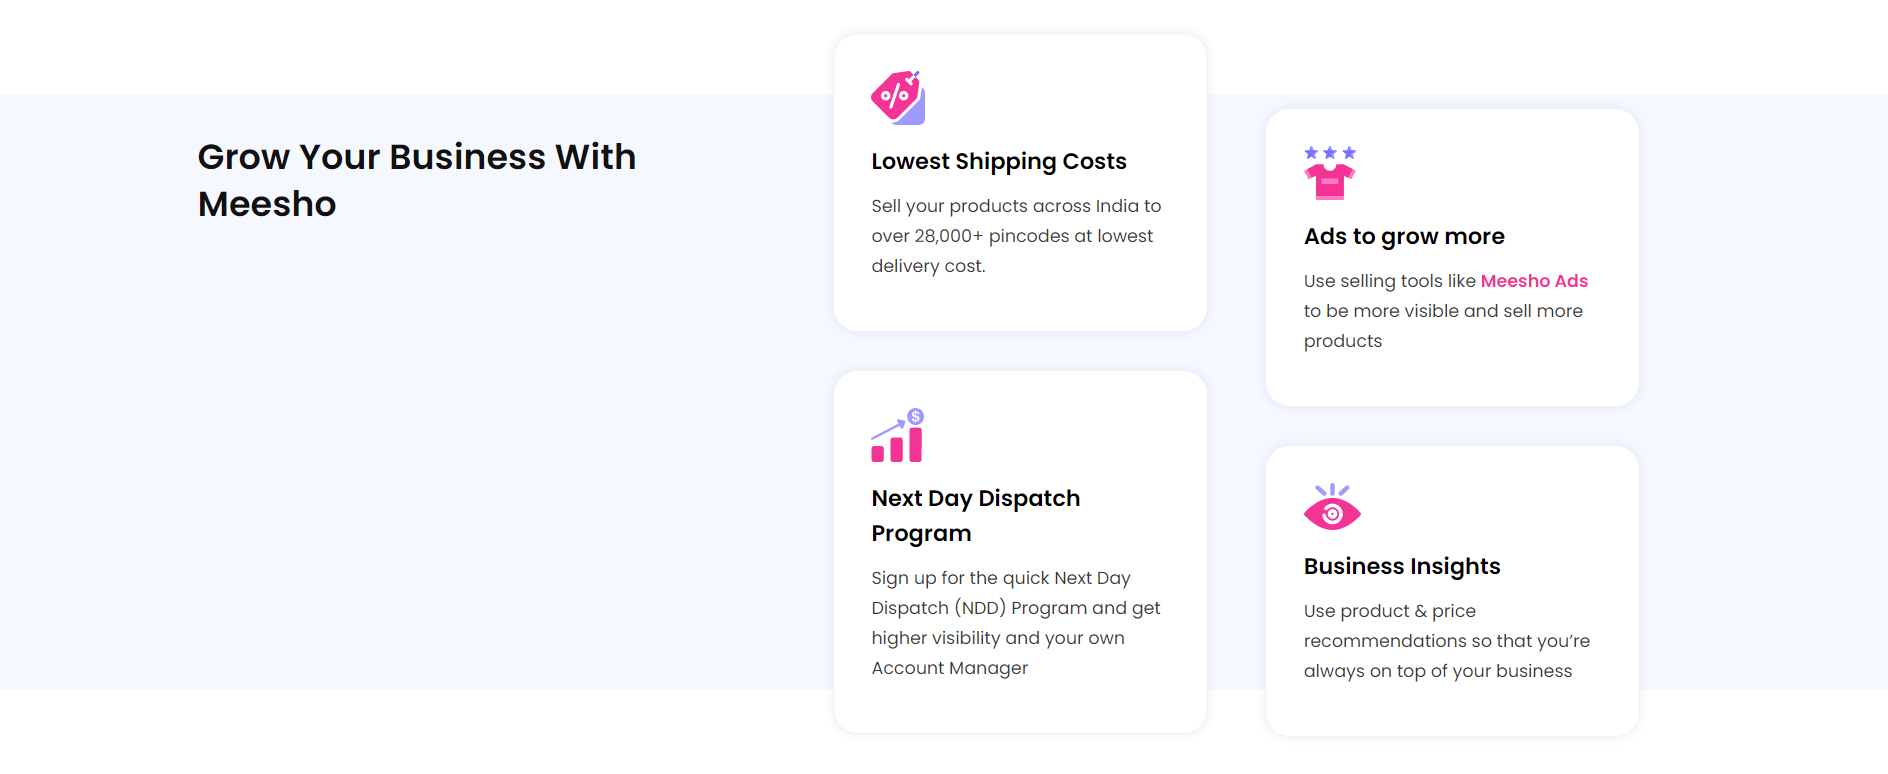 Grow Your Business With
Meesho
Lowest Shipping Costs
Sell your products across India to
over 28,000+ pincodes at lowest
delivery cost.
Next Day Dispatch
Program
Sign up for the quick Next Day
Dispatch (NDD) Program and get
higher visibility and your own
Account Manager
Ads to grow more
Use selling tools like Meesho Ads
to be more visible and sell more
products
Business Insights
Use product & price
recommendations so that you’re
always on top of your business